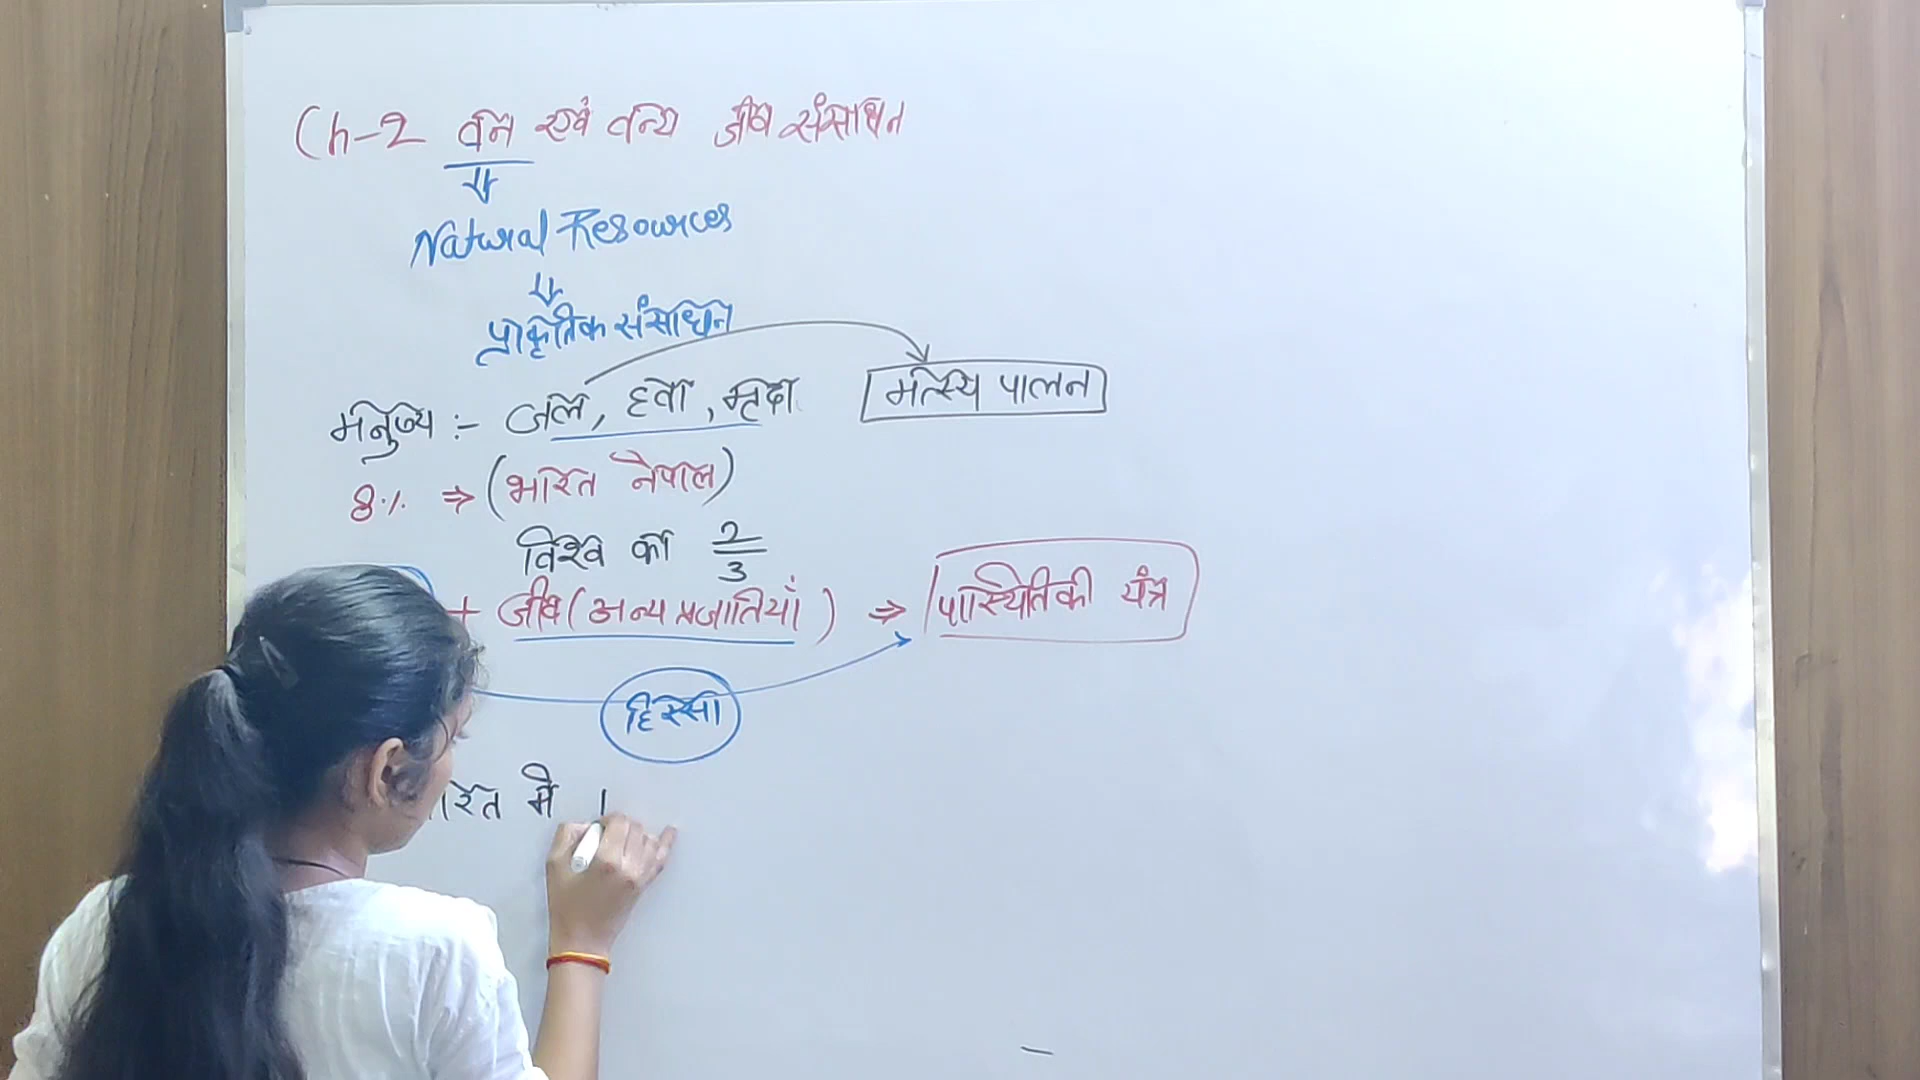 Ch-2 वन एवं वन्य जीव संसाधन
Natural Resources
प्राकृतिक संसाधन
मनुष्य :- जल, हवा, मृदा मत्स्य पालन
8% ⇒ (भारत नेपाल)
विश्व का 2/3
+ जीव (अन्य प्रजातियाँ) ⇒ पारिस्थितिकी यंत्र
हिस्सा
रत में